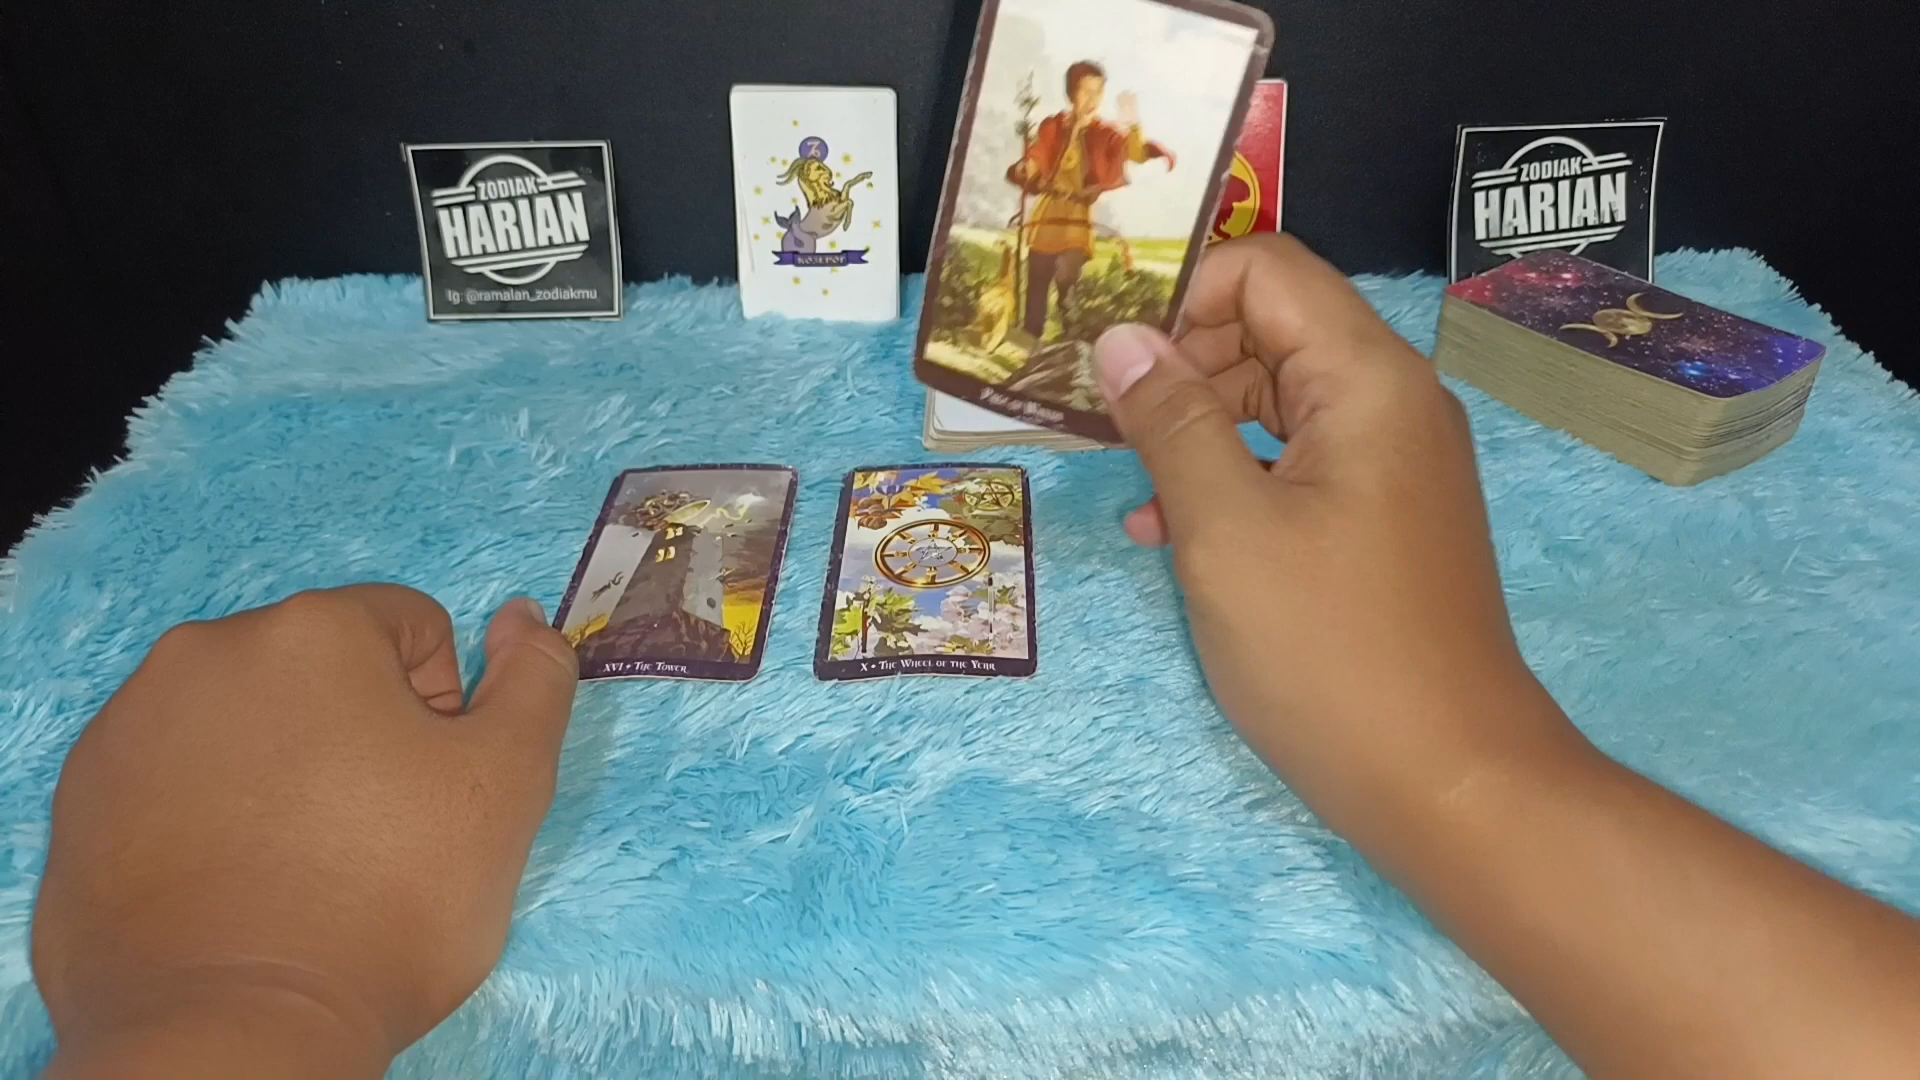 ZODIAK
HARIAN
Ig: @ramalan_zodiakmu
ZODIAK
HARIAN
XVI • The Tower
X • The Wheel of the Year